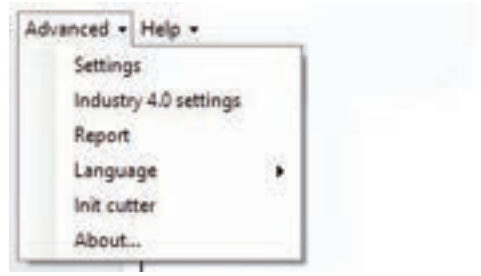 Advanced Help
Settings
Industry 4.0 settings
Report
Language
Init cutter
About...